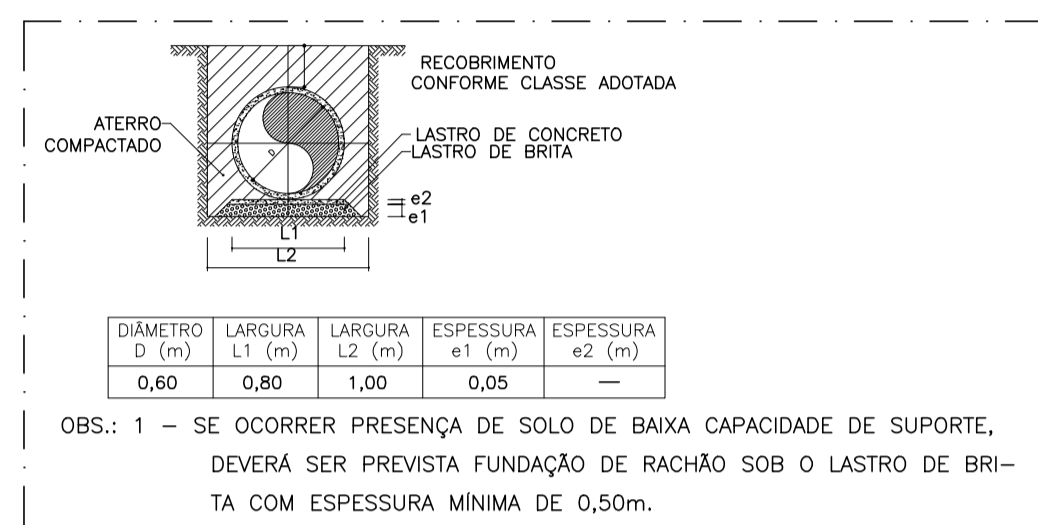 RECOBRIMENTO
CONFORME CLASSE ADOTADA
ATERRO
COMPACTADO
LASTRO DE CONCRETO
LASTRO DE BRITA
D
e2
e1
L1
L2
DIÂMETRO D (m) LARGURA L1 (m) LARGURA L2 (m) ESPESSURA e1 (m) ESPESSURA e2 (m)
0,60 0,80 1,00 0,05 —
OBS.: 1 – SE OCORRER PRESENÇA DE SOLO DE BAIXA CAPACIDADE DE SUPORTE,
DEVERÁ SER PREVISTA FUNDAÇÃO DE RACHÃO SOB O LASTRO DE BRI–
TA COM ESPESSURA MÍNIMA DE 0,50m.